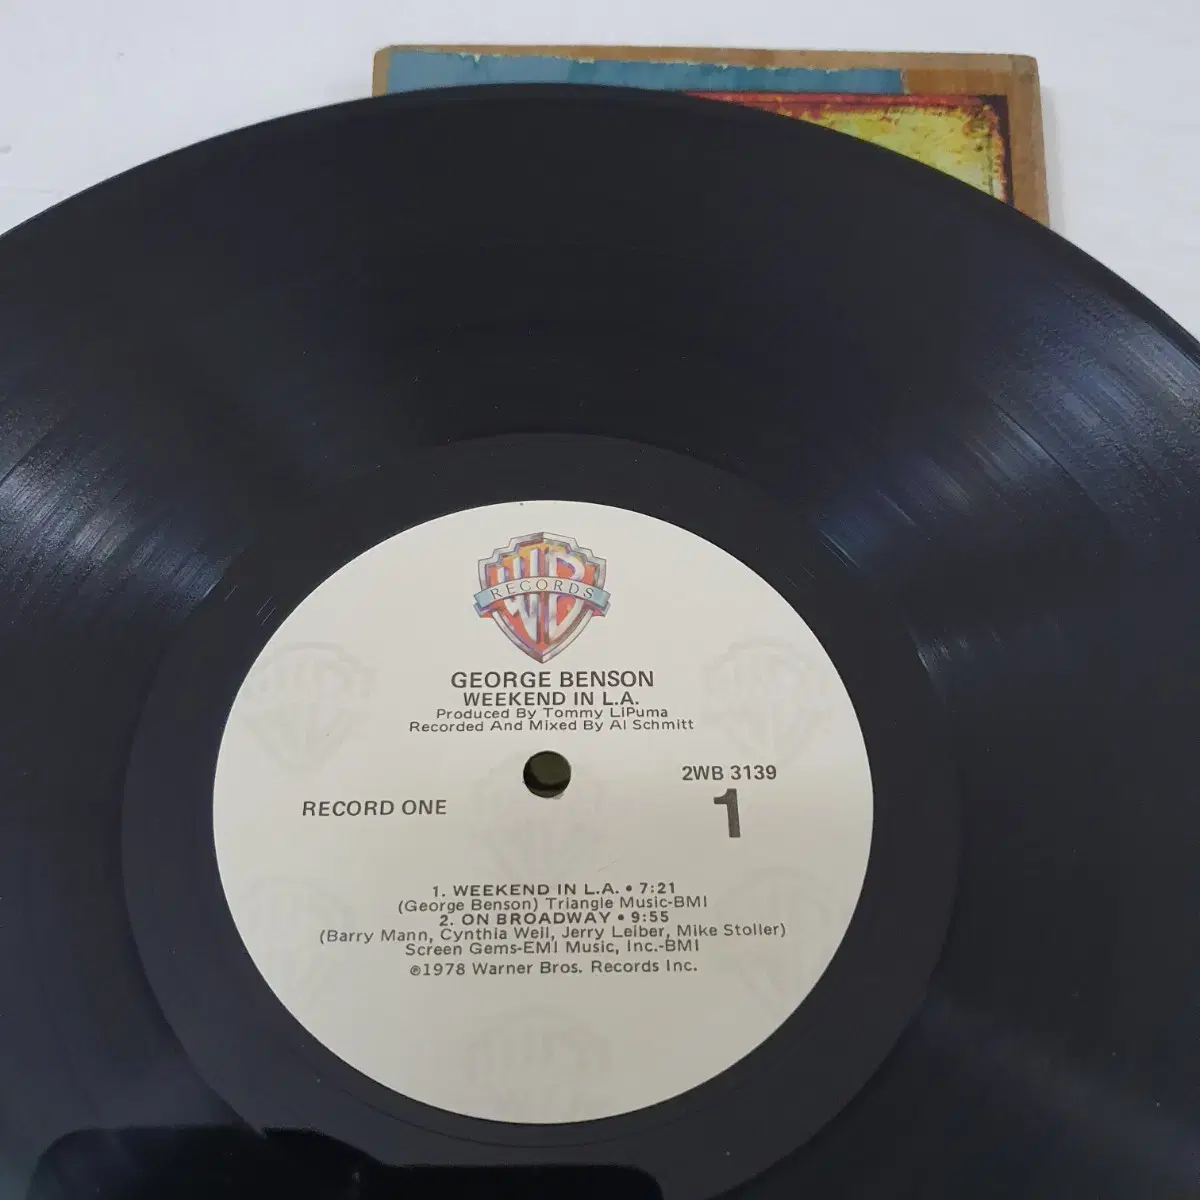 WB
RECORDS
GEORGE BENSON
WEEKEND IN L.A.
Produced By Tommy LiPuma
Recorded And Mixed By Al Schmitt
2WB 3139
RECORD ONE
1
1. WEEKEND IN L.A. • 7:21
(George Benson) Triangle Music-BMI
2. ON BROADWAY • 9:55
(Barry Mann, Cynthia Weil, Jerry Leiber, Mike Stoller)
Screen Gems-EMI Music, Inc.-BMI
℗1978 Warner Bros. Records Inc.